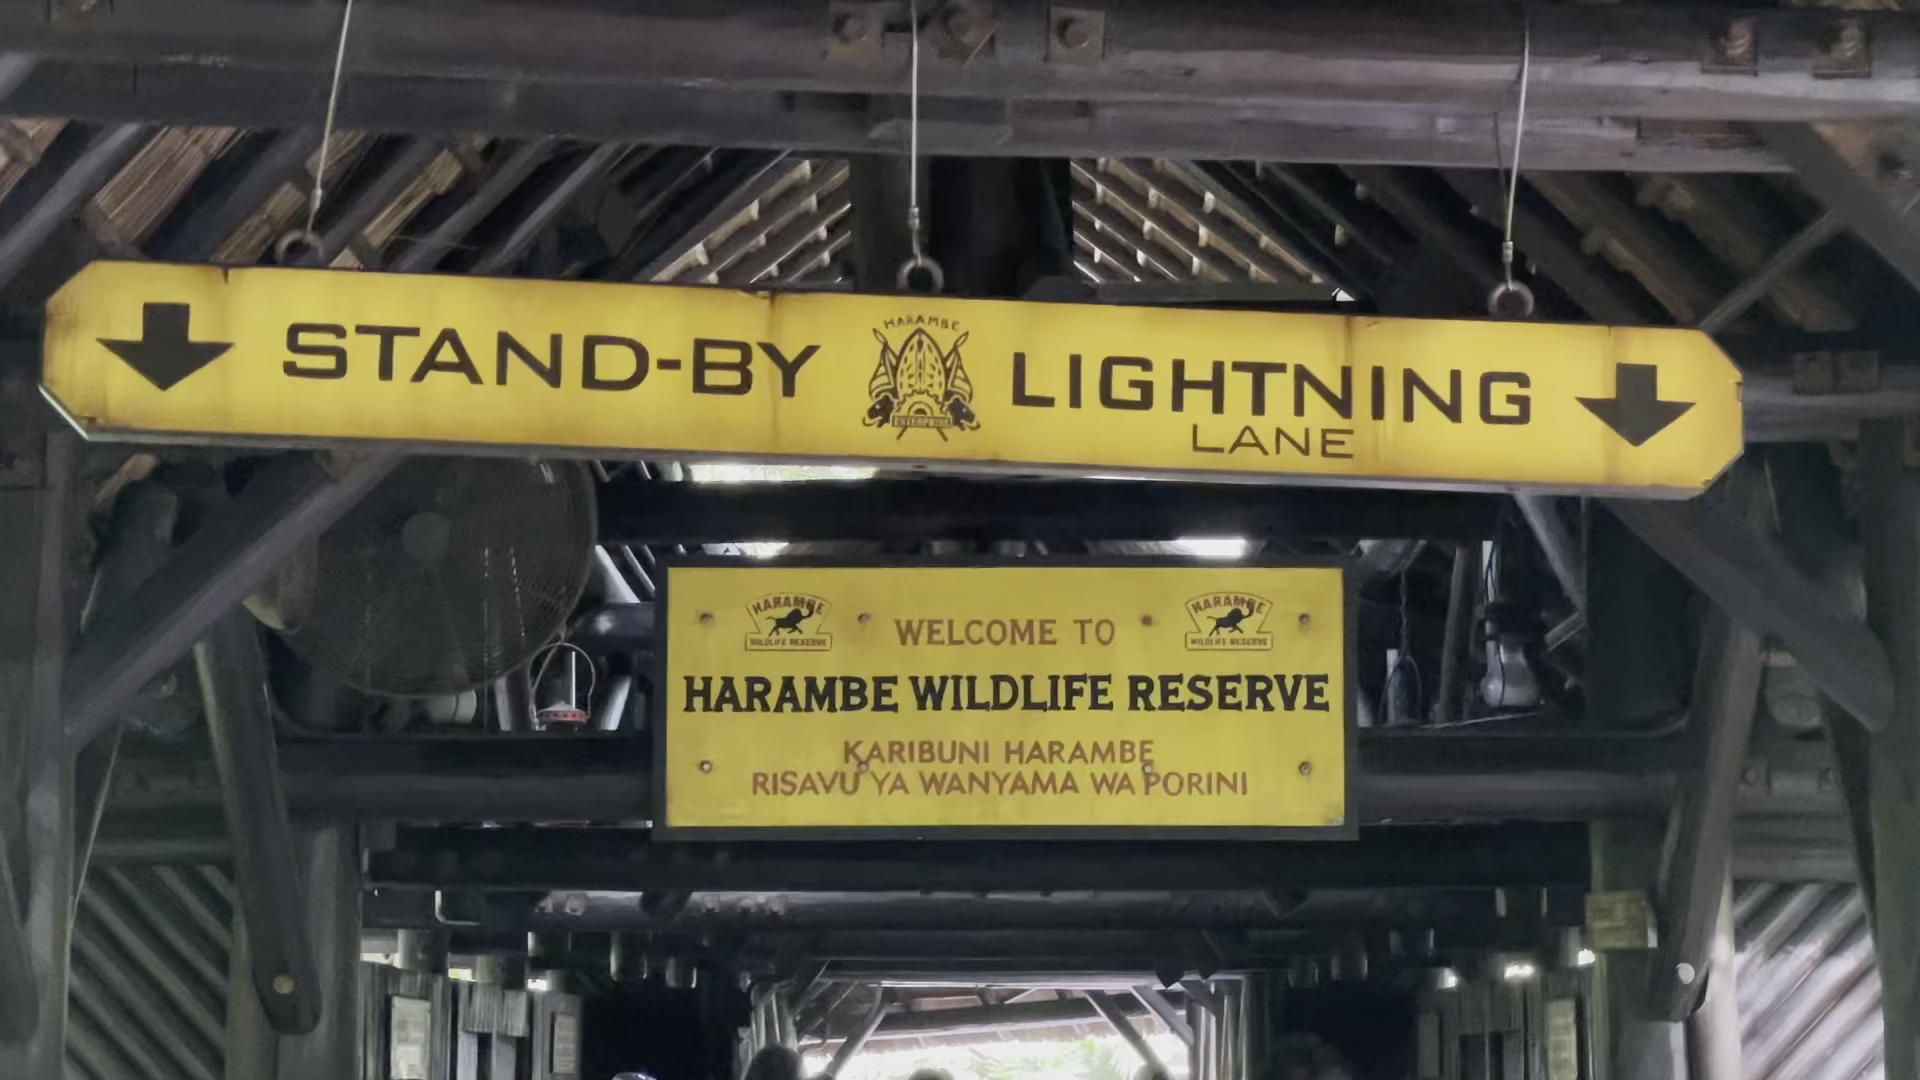 STAND-BY
HARAMBE
ENTERPRISE
LIGHTNING
LANE
HARAMBE
WILDLIFE RESERVE
WELCOME TO
HARAMBE
WILDLIFE RESERVE
HARAMBE WILDLIFE RESERVE
KARIBUNI HARAMBE
RISAVU YA WANYAMA WA PORINI